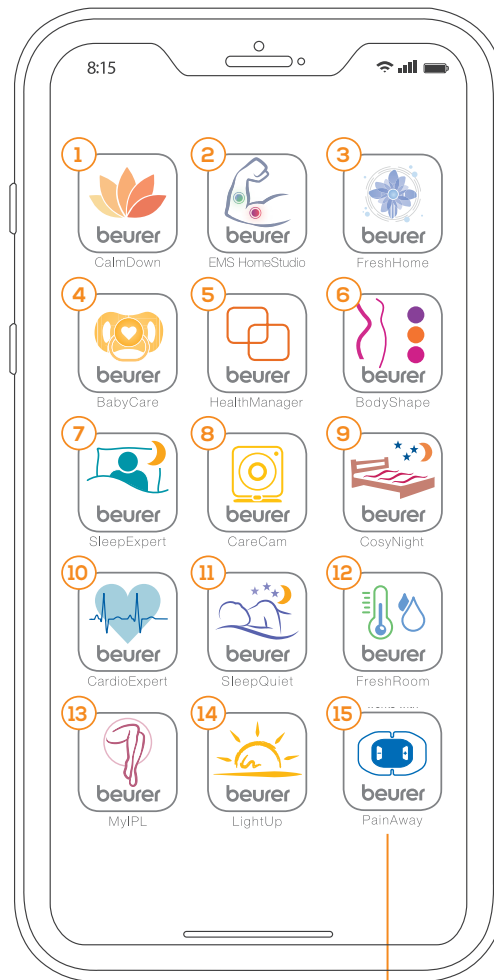 8:15
1 2 3
beurer beurer beurer
CalmDown EMS HomeStudio FreshHome
4 5 6
beurer beurer beurer
BabyCare HealthManager BodyShape
7 8 9
beurer beurer beurer
SleepExpert CareCam CosyNight
10 11 12
beurer beurer beurer
CardioExpert SleepQuiet FreshRoom
13 14 15
beurer beurer beurer
MyIPL LightUp PainAway